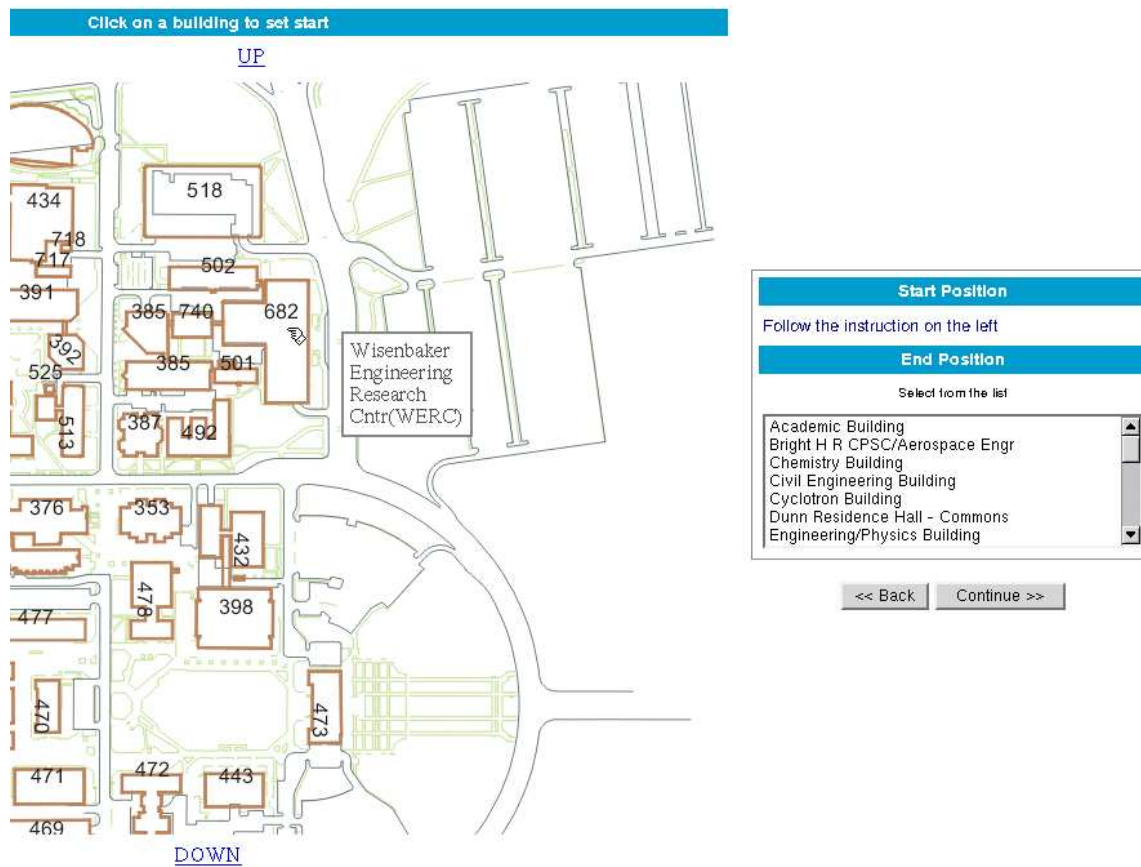 Click on a building to set start
UP
518
434
718
717
502
391
385
740
682
392
Wisenbaker
Engineering
Research
Cntr(WERC)
385
501
525
513
387
492
376
353
432
478
398
477
470
473
471
472
443
469
DOWN
Start Position
Follow the instruction on the left
End Position
Select from the list
Academic Building
Bright H R CPSC/Aerospace Engr
Chemistry Building
Civil Engineering Building
Cyclotron Building
Dunn Residence Hall - Commons
Engineering/Physics Building
<< Back
Continue >>